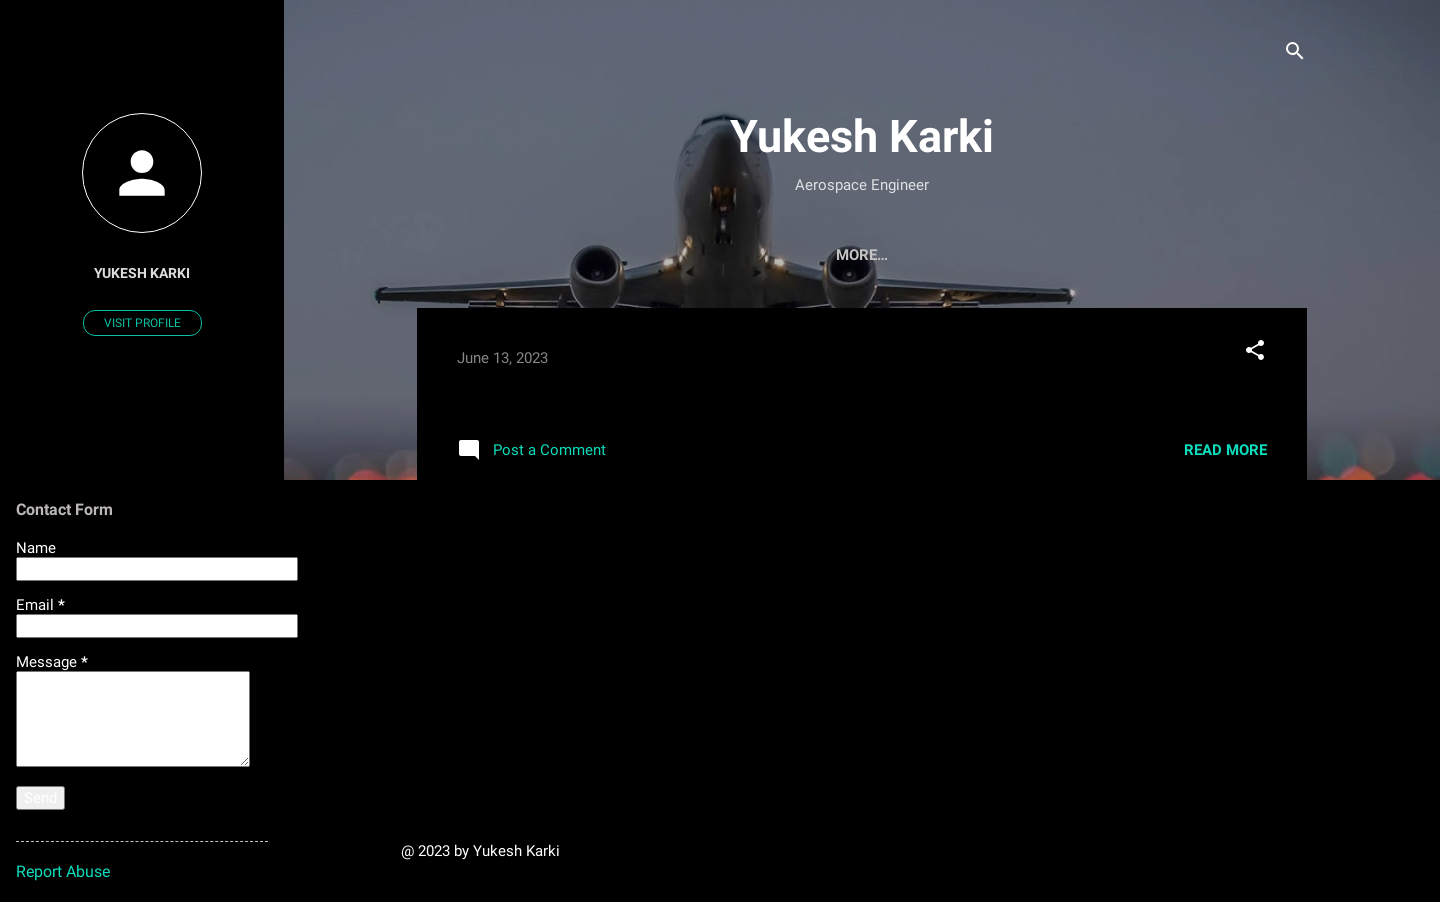 YUKESH KARKI
VISIT PROFILE
Yukesh Karki
Aerospace Engineer
MORE…
June 13, 2023
Post a Comment
READ MORE
Contact Form
Name
Email *
Message *
Send
Report Abuse
@ 2023 by Yukesh Karki